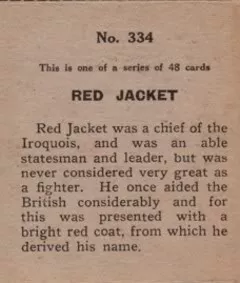 No. 334
This is one of a series of 48 cards
RED JACKET
Red Jacket was a chief of the
Iroquois, and was an able
statesman and leader, but was
never considered very great as
a fighter. He once aided the
British considerably and for
this was presented with a
bright red coat, from which he
derived his name.